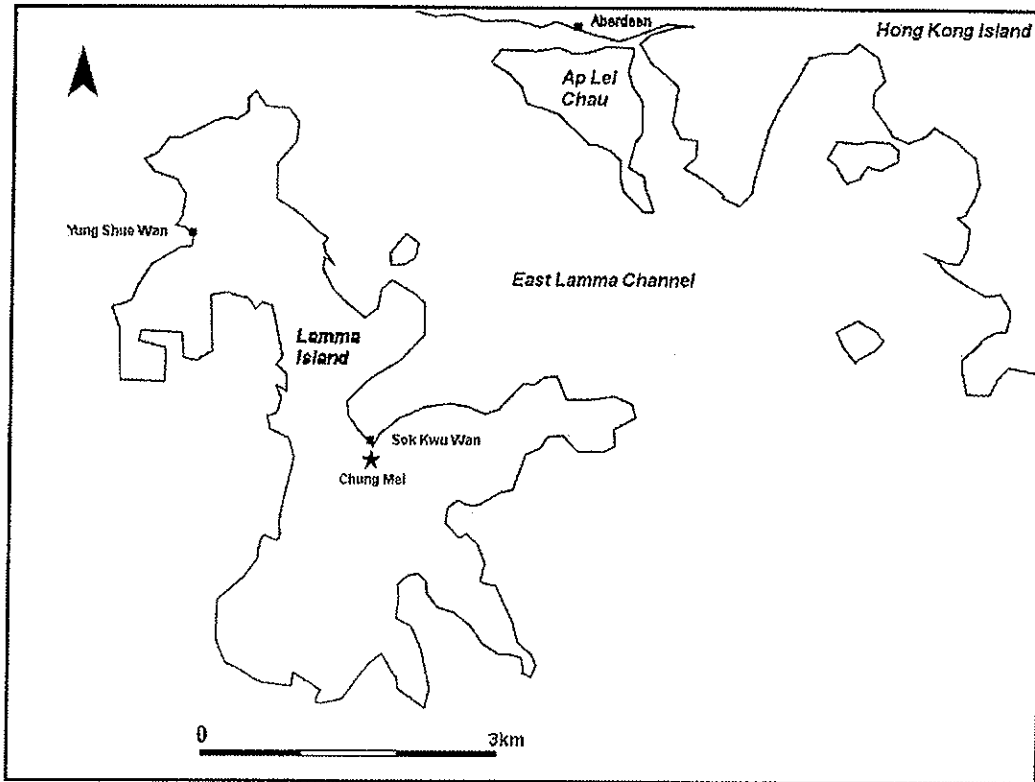 Aberdeen
Hong Kong Island
Ap Lei
Chau
Yung Shue Wan
East Lamma Channel
Lamma
Island
Sok Kwu Wan
Chung Mei
0
3km